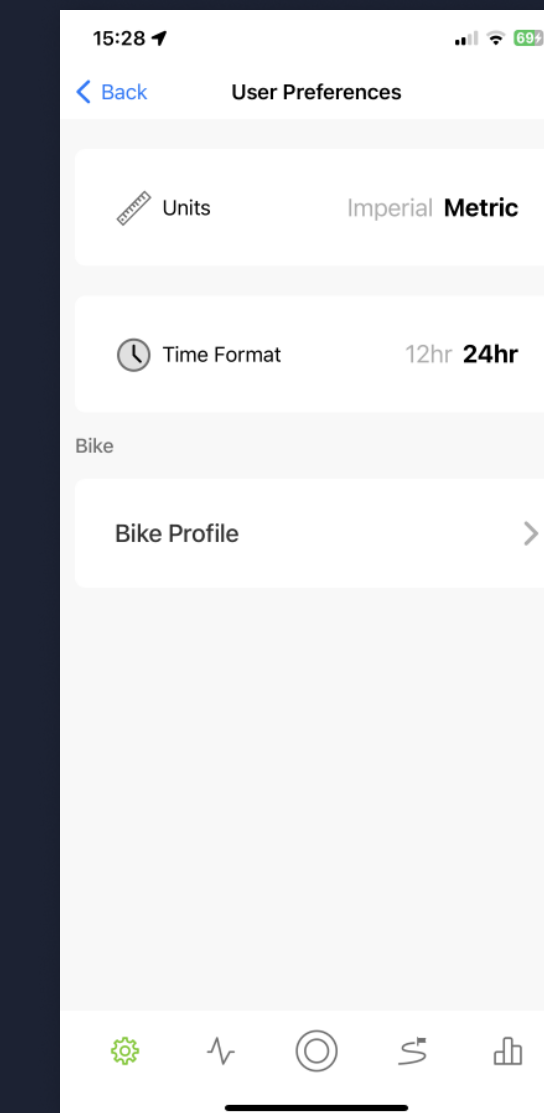 15:28
69
Back User Preferences
Units Imperial Metric
Time Format 12hr 24hr
Bike
Bike Profile